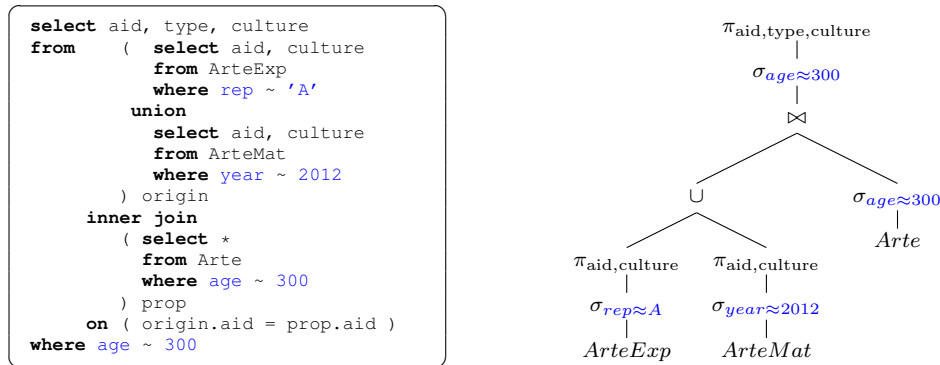 select aid, type, culture
from ( select aid, culture
from ArteExp
where rep ~ 'A'
union
select aid, culture
from ArteMat
where year ~ 2012
) origin
inner join
( select *
from Arte
where age ~ 300
) prop
on ( origin.aid = prop.aid )
where age ~ 300
πaid,type,culture
σage≈300
⋈
∪ σage≈300
Arte
πaid,culture πaid,culture
σrep≈A σyear≈2012
ArteExp ArteMat